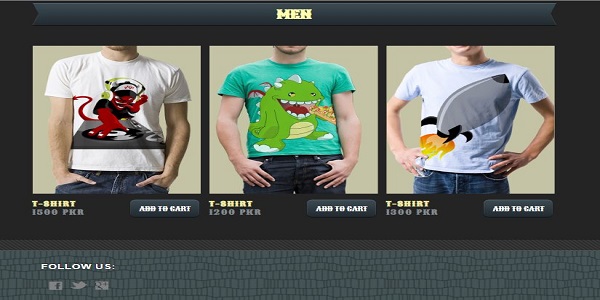 MEN
T-SHIRT
1500 PKR
ADD TO CART
T-SHIRT
1200 PKR
ADD TO CART
T-SHIRT
1300 PKR
ADD TO CART
FOLLOW US: